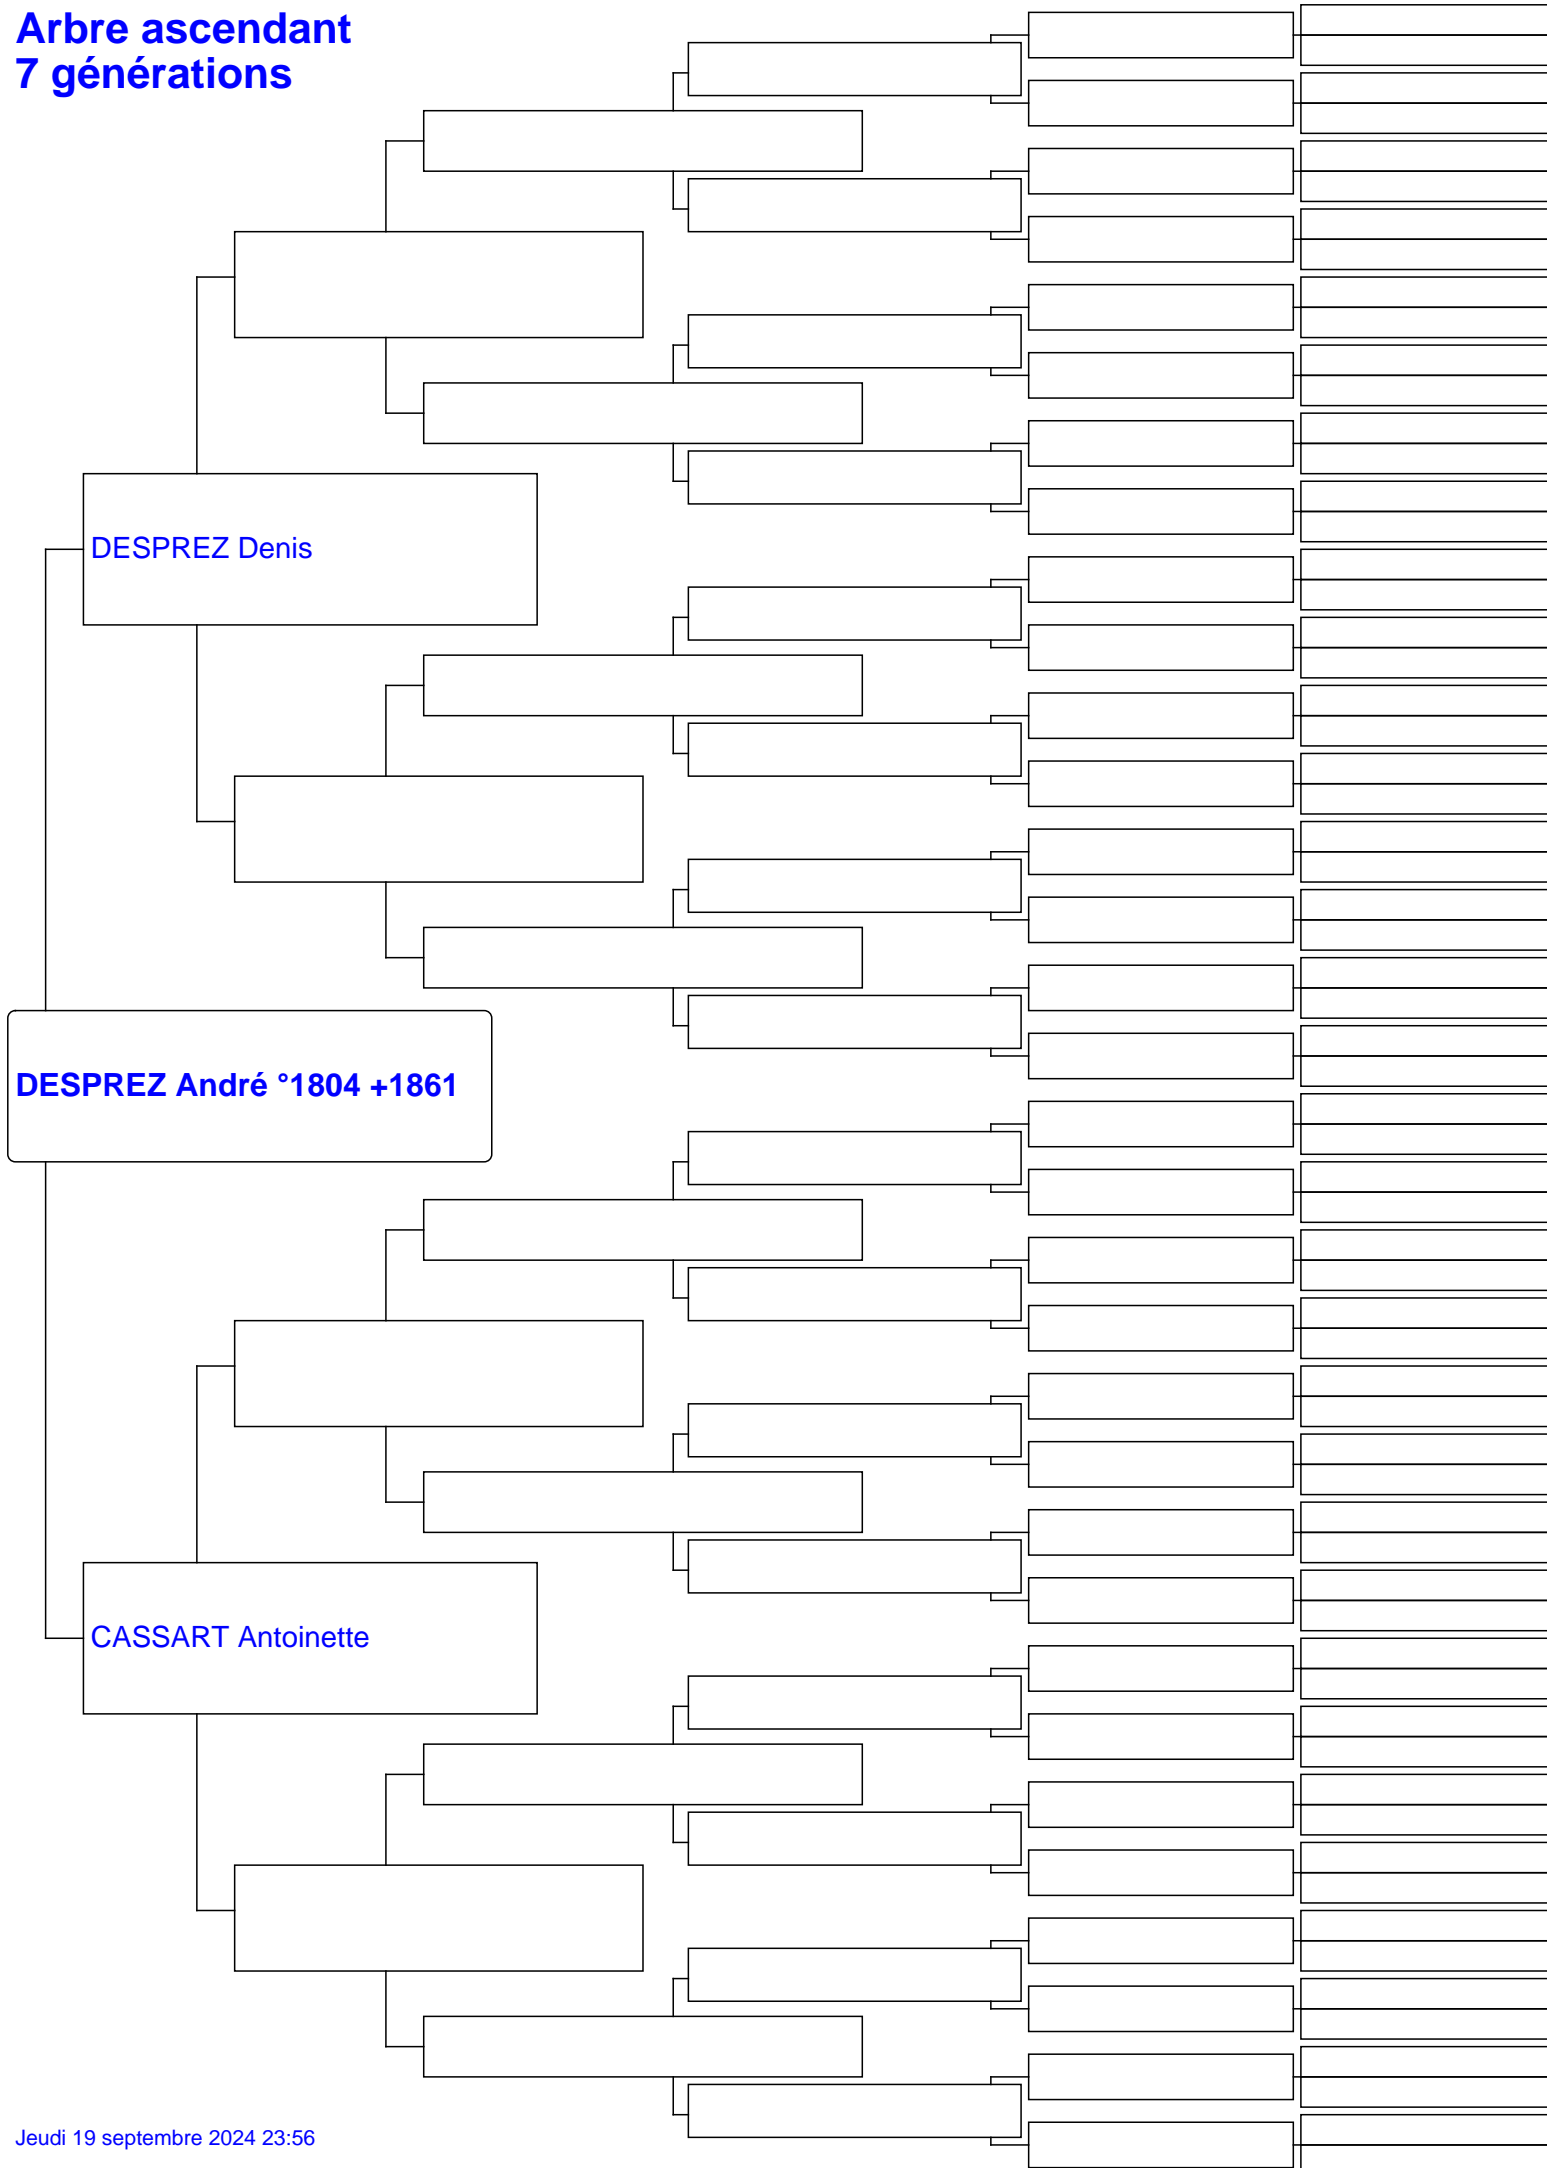 Arbre ascendant
7 générations
DESPREZ Denis
DESPREZ André °1804 +1861
CASSART Antoinette
Jeudi 19 septembre 2024 23:56